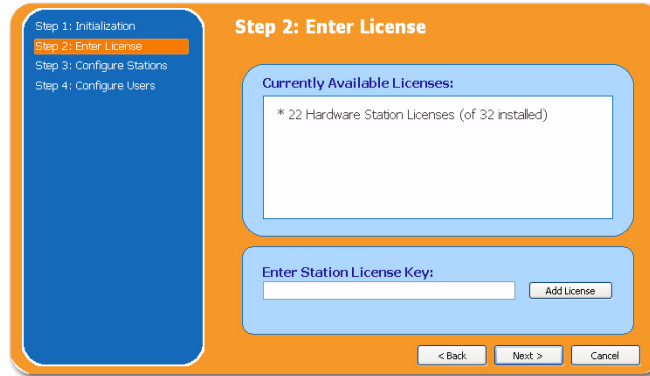 Step 1: Initialization
Step 2: Enter License
Step 3: Configure Stations
Step 4: Configure Users
Step 2: Enter License
Currently Available Licenses:
* 22 Hardware Station Licenses (of 32 installed)
Enter Station License Key:
Add License
< Back
Next >
Cancel